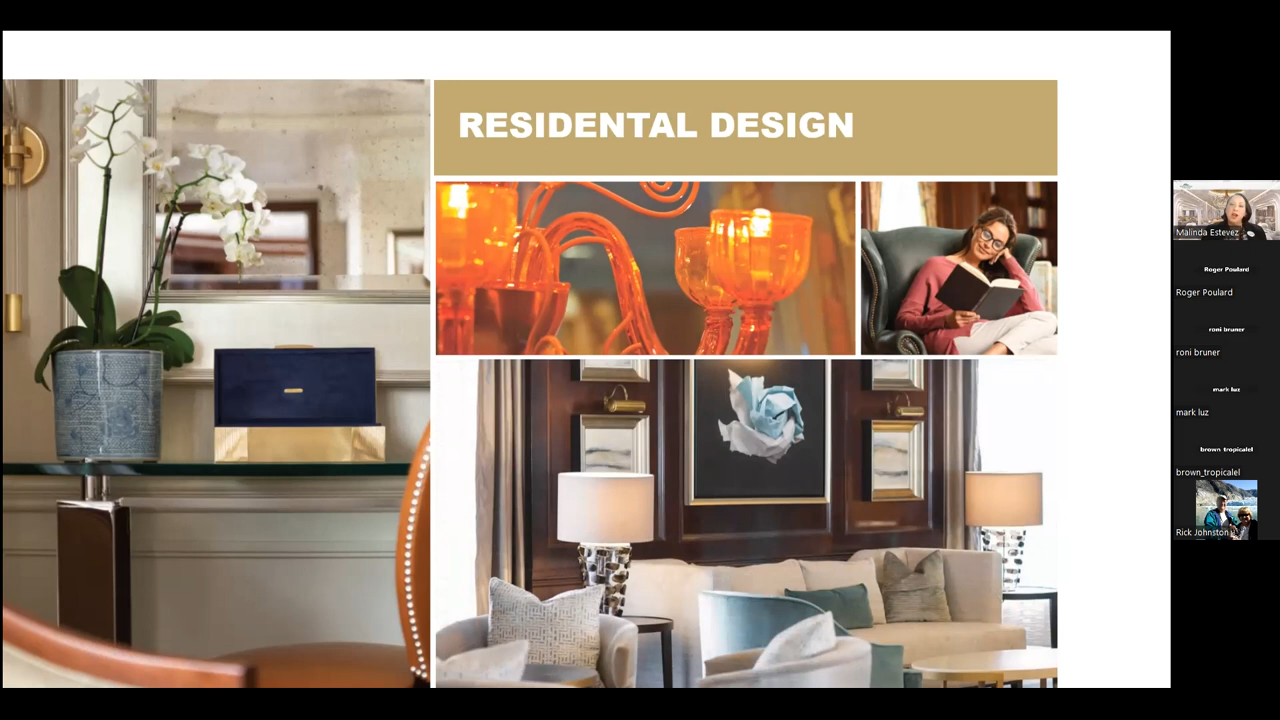 RESIDENTAL DESIGN
Malinda Estevez
Roger Poulard
Roger Poulard
roni bruner
roni bruner
mark luz
mark luz
brown_tropicalel
brown_tropicalel
Rick Johnston